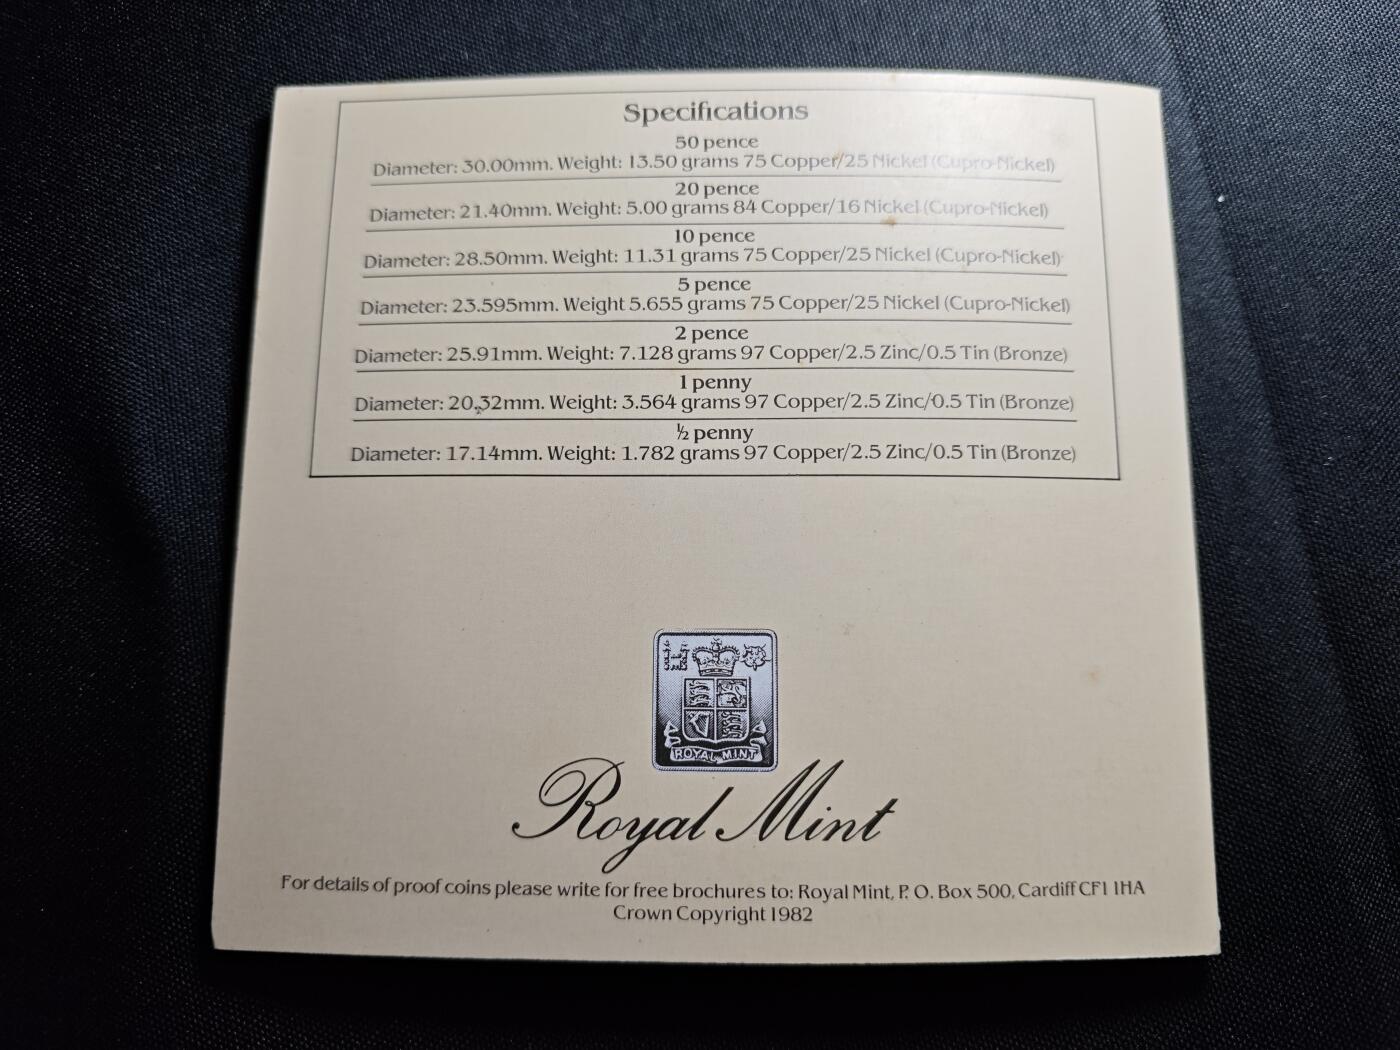 Specifications
50 pence
Diameter: 30.00mm. Weight: 13.50 grams 75 Copper/25 Nickel (Cupro-Nickel)
20 pence
Diameter: 21.40mm. Weight: 5.00 grams 84 Copper/16 Nickel (Cupro-Nickel)
10 pence
Diameter: 28.50mm. Weight: 11.31 grams 75 Copper/25 Nickel (Cupro-Nickel)
5 pence
Diameter: 23.595mm. Weight 5.655 grams 75 Copper/25 Nickel (Cupro-Nickel)
2 pence
Diameter: 25.91mm. Weight: 7.128 grams 97 Copper/2.5 Zinc/0.5 Tin (Bronze)
1 penny
Diameter: 20.32mm. Weight: 3.564 grams 97 Copper/2.5 Zinc/0.5 Tin (Bronze)
½ penny
Diameter: 17.14mm. Weight: 1.782 grams 97 Copper/2.5 Zinc/0.5 Tin (Bronze)
ROYAL MINT
Royal Mint
For details of proof coins please write for free brochures to: Royal Mint, P. O. Box 500, Cardiff CF1 1HA
Crown Copyright 1982